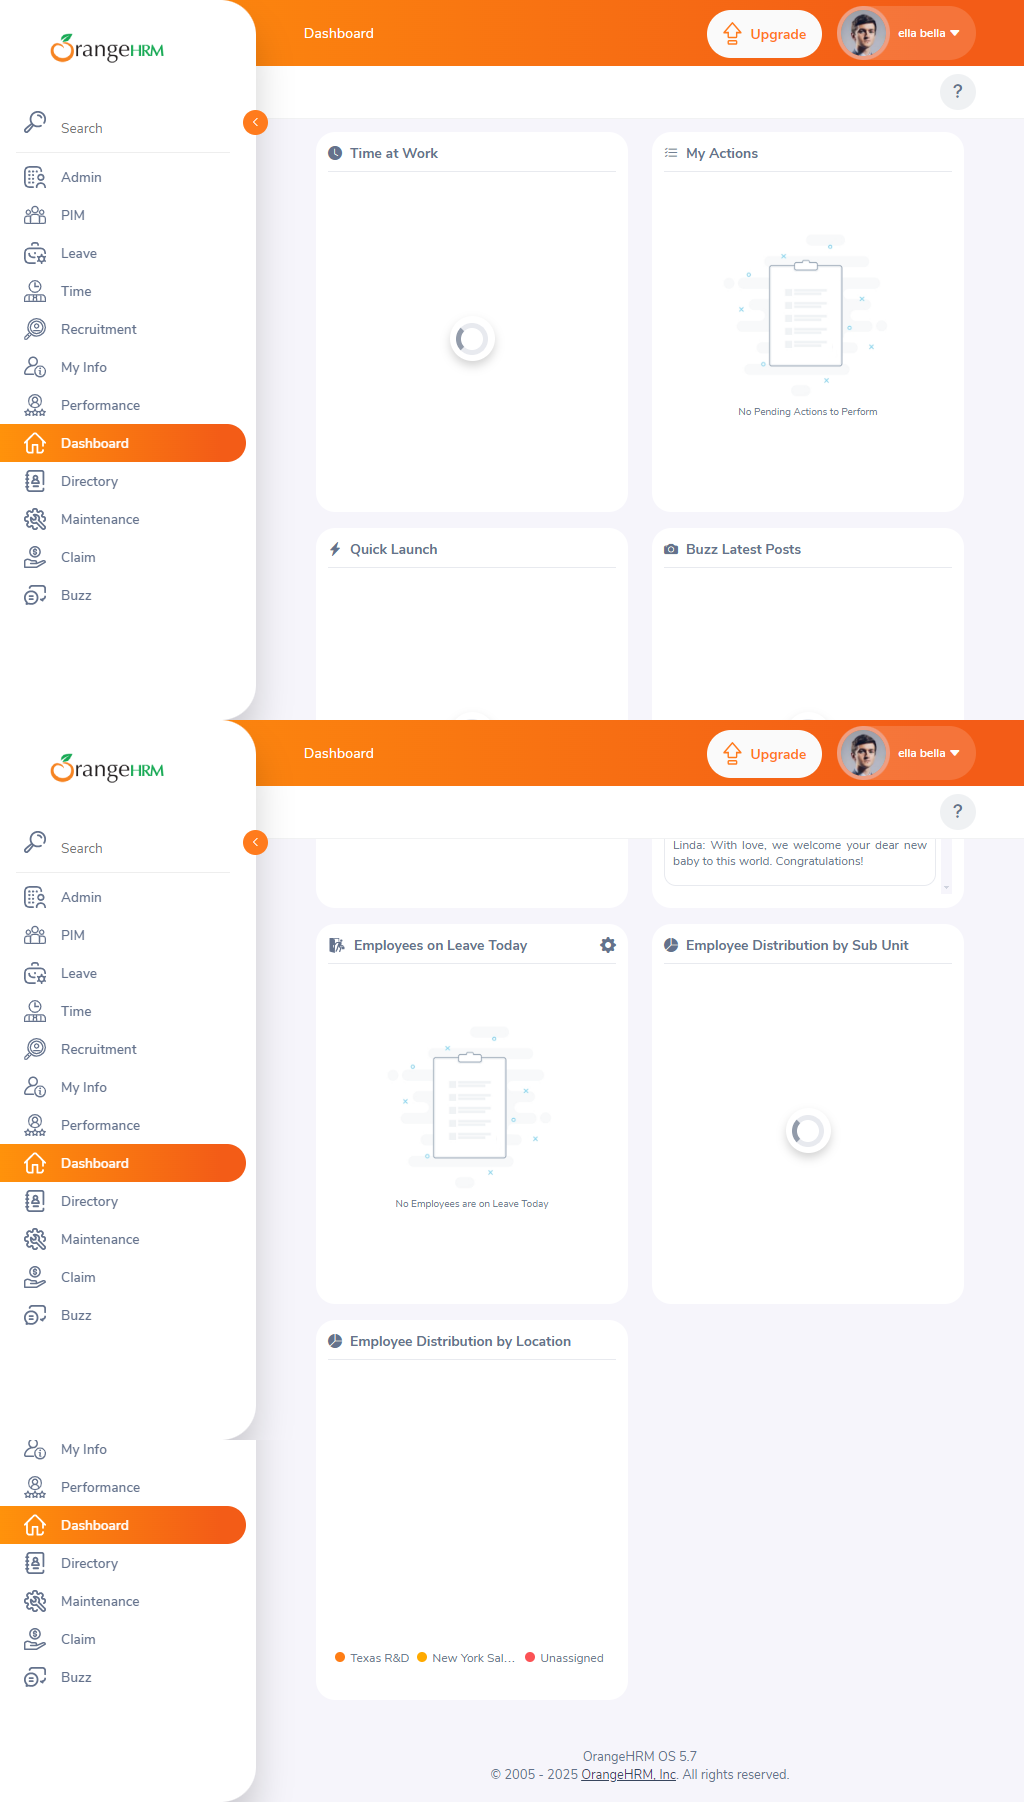 OrangeHRM
Dashboard
Upgrade
ella bella
?
Search
Admin
PIM
Leave
Time
Recruitment
My Info
Performance
Dashboard
Directory
Maintenance
Claim
Buzz
Time at Work
My Actions
No Pending Actions to Perform
Quick Launch
Buzz Latest Posts
OrangeHRM
Dashboard
Upgrade
ella bella
?
Search
Admin
PIM
Leave
Time
Recruitment
My Info
Performance
Dashboard
Directory
Maintenance
Claim
Buzz
Linda: With love, we welcome your dear new
baby to this world. Congratulations!
Employees on Leave Today
No Employees are on Leave Today
Employee Distribution by Sub Unit
Employee Distribution by Location
My Info
Performance
Dashboard
Directory
Maintenance
Claim
Buzz
Texas R&D New York Sal... Unassigned
OrangeHRM OS 5.7
© 2005 - 2025 OrangeHRM, Inc. All rights reserved.